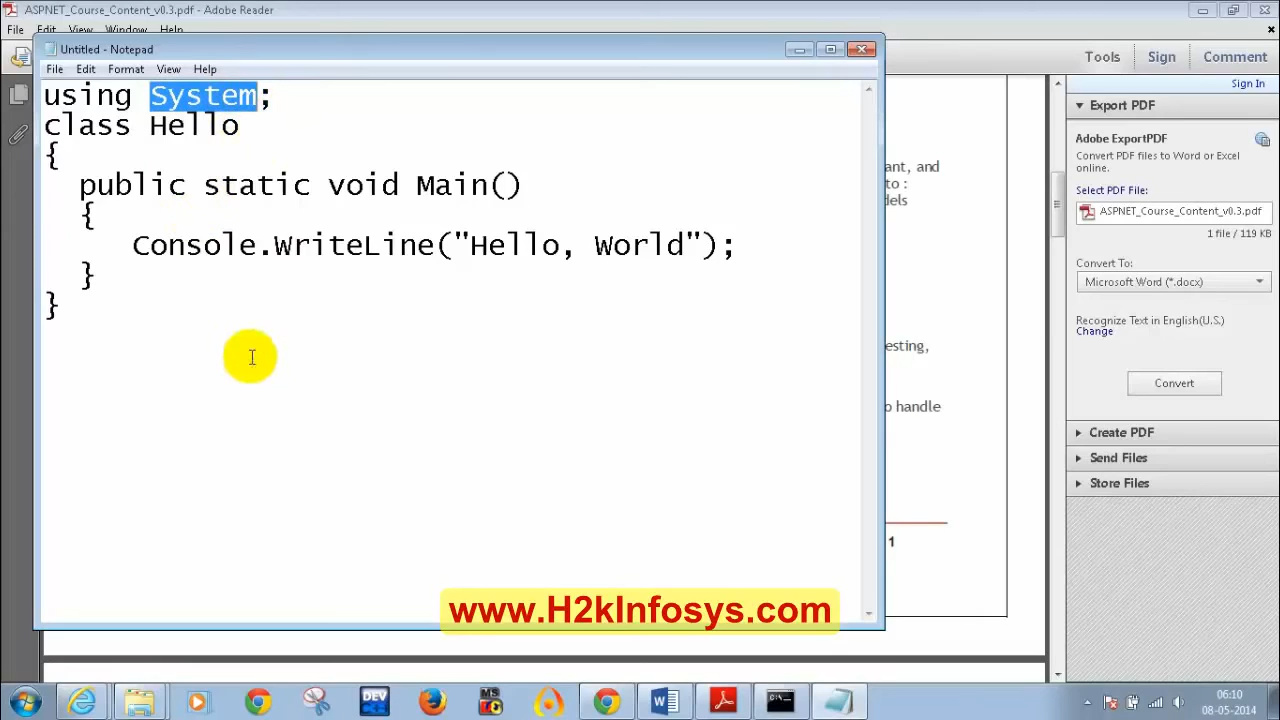 ASPNET_Course_Content_v0.3.pdf - Adobe Reader
File Edit View Window Help
Untitled - Notepad
File Edit Format View Help
using System;
class Hello
{
public static void Main()
{
Console.WriteLine("Hello, World");
}
}
ant, and
to :
dels
esting,
o handle
1
Tools Sign Comment
Sign In
Export PDF
Adobe ExportPDF
Convert PDF files to Word or Excel
online.
Select PDF File:
ASPNET_Course_Content_v0.3.pdf
1 file / 119 KB
Convert To:
Microsoft Word (*.docx)
Recognize Text in English(U.S.)
Change
Convert
Create PDF
Send Files
Store Files
www.H2kInfosys.com
DEV
MS
C:\
06:10
08-05-2014